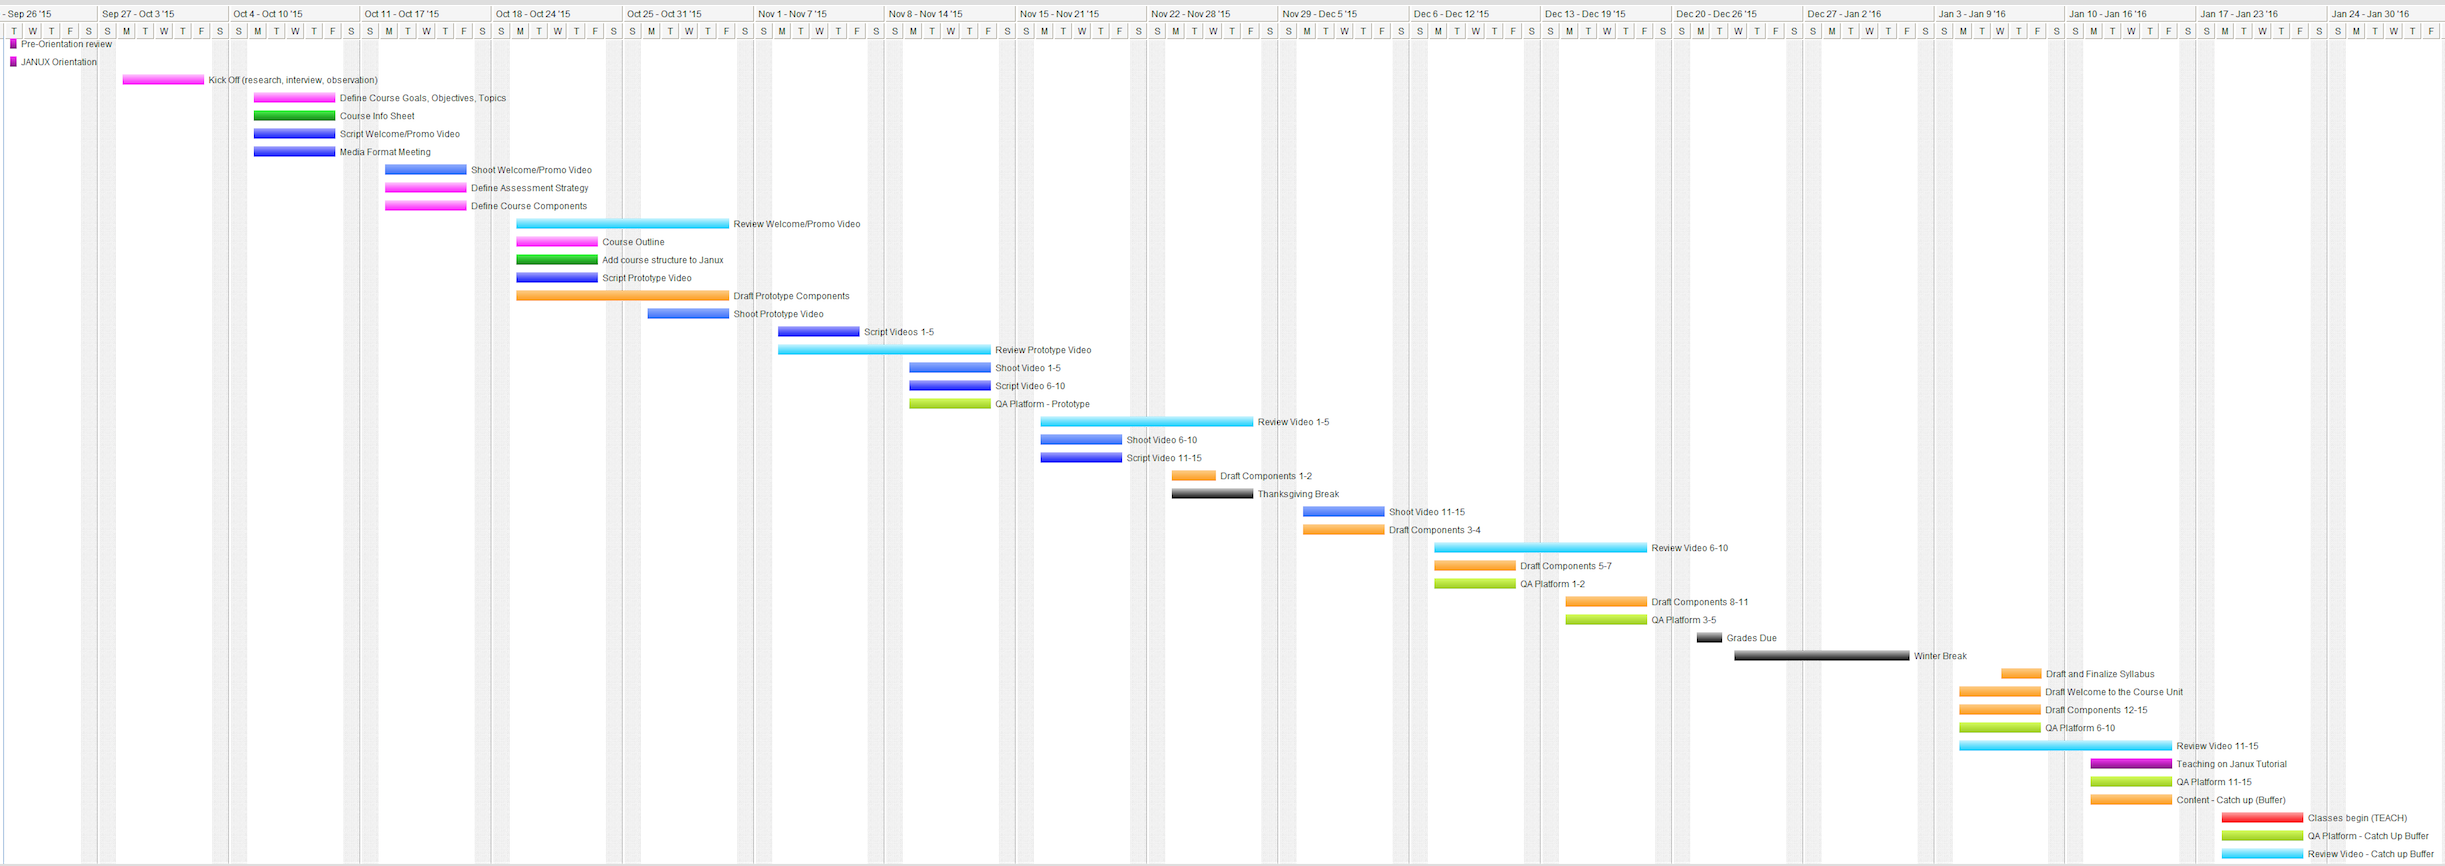 - Sep 26 '15 Sep 27 - Oct 3 '15 Oct 4 - Oct 10 '15 Oct 11 - Oct 17 '15 Oct 18 - Oct 24 '15 Oct 25 - Oct 31 '15 Nov 1 - Nov 7 '15 Nov 8 - Nov 14 '15 Nov 15 - Nov 21 '15 Nov 22 - Nov 28 '15 Nov 29 - Dec 5 '15 Dec 6 - Dec 12 '15 Dec 13 - Dec 19 '15 Dec 20 - Dec 26 '15 Dec 27 - Jan 2 '16 Jan 3 - Jan 9 '16 Jan 10 - Jan 16 '16 Jan 17 - Jan 23 '16 Jan 24 - Jan 30 '16
T W T F S S M T W T F S S M T W T F S S M T W T F S S M T W T F S S M T W T F S S M T W T F S S M T W T F S S M T W T F S S M T W T F S S M T W T F S S M T W T F S S M T W T F S S M T W T F S S M T W T F S S M T W T F S S M T W T F S S M T W T F S S M T W T F
Pre-Orientation review
JANUX Orientation
Kick Off (research, interview, observation)
Define Course Goals, Objectives, Topics
Course Info Sheet
Script Welcome/Promo Video
Media Format Meeting
Shoot Welcome/Promo Video
Define Assessment Strategy
Define Course Components
Review Welcome/Promo Video
Course Outline
Add course structure to Janux
Script Prototype Video
Draft Prototype Components
Shoot Prototype Video
Script Videos 1-5
Review Prototype Video
Shoot Video 1-5
Script Video 6-10
QA Platform - Prototype
Review Video 1-5
Shoot Video 6-10
Script Video 11-15
Draft Components 1-2
Thanksgiving Break
Shoot Video 11-15
Draft Components 3-4
Review Video 6-10
Draft Components 5-7
QA Platform 1-2
Draft Components 8-11
QA Platform 3-5
Grades Due
Winter Break
Draft and Finalize Syllabus
Draft Welcome to the Course Unit
Draft Components 12-15
QA Platform 6-10
Review Video 11-15
Teaching on Janux Tutorial
QA Platform 11-15
Content - Catch up (Buffer)
Classes begin (TEACH)
QA Platform - Catch Up Buffer
Review Video - Catch up Buffer